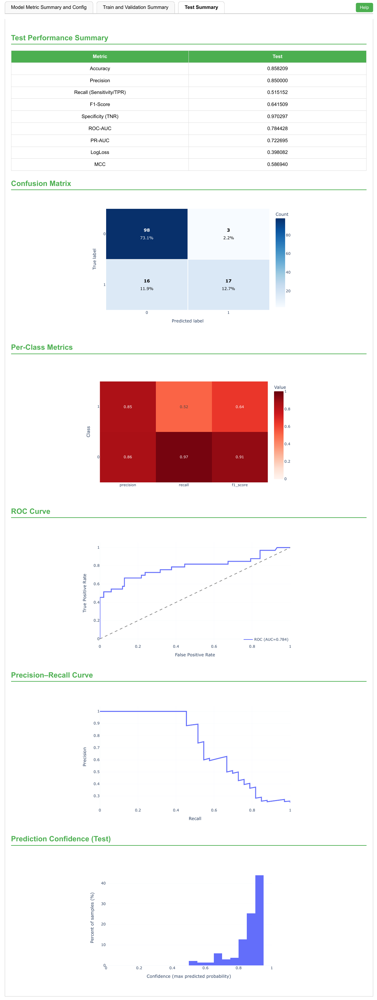 Model Metric Summary and Config
Train and Validation Summary
Test Summary
Help
Test Performance Summary
Metric Test
Accuracy 0.858209
Precision 0.850000
Recall (Sensitivity/TPR) 0.515152
F1-Score 0.641509
Specificity (TNR) 0.970297
ROC-AUC 0.784428
PR-AUC 0.722695
LogLoss 0.398082
MCC 0.586940
Confusion Matrix
Count
98
73.1%
3
2.2%
16
11.9%
17
12.7%
0
1
True label
80
60
40
20
0 1
Predicted label
Per-Class Metrics
Value
1
0.85 0.52 0.64
0
0.86 0.97 0.91
Class
1
0.8
0.6
0.4
0.2
0
precision recall f1_score
ROC Curve
1
0.8
0.6
0.4
0.2
0
True Positive Rate
ROC (AUC=0.784)
0 0.2 0.4 0.6 0.8 1
False Positive Rate
Precision–Recall Curve
1
0.9
0.8
0.7
0.6
0.5
0.4
0.3
Precision
0 0.2 0.4 0.6 0.8 1
Recall
Prediction Confidence (Test)
40
30
20
10
0
Percent of samples (%)
0 0.2 0.4 0.6 0.8 1
Confidence (max predicted probability)